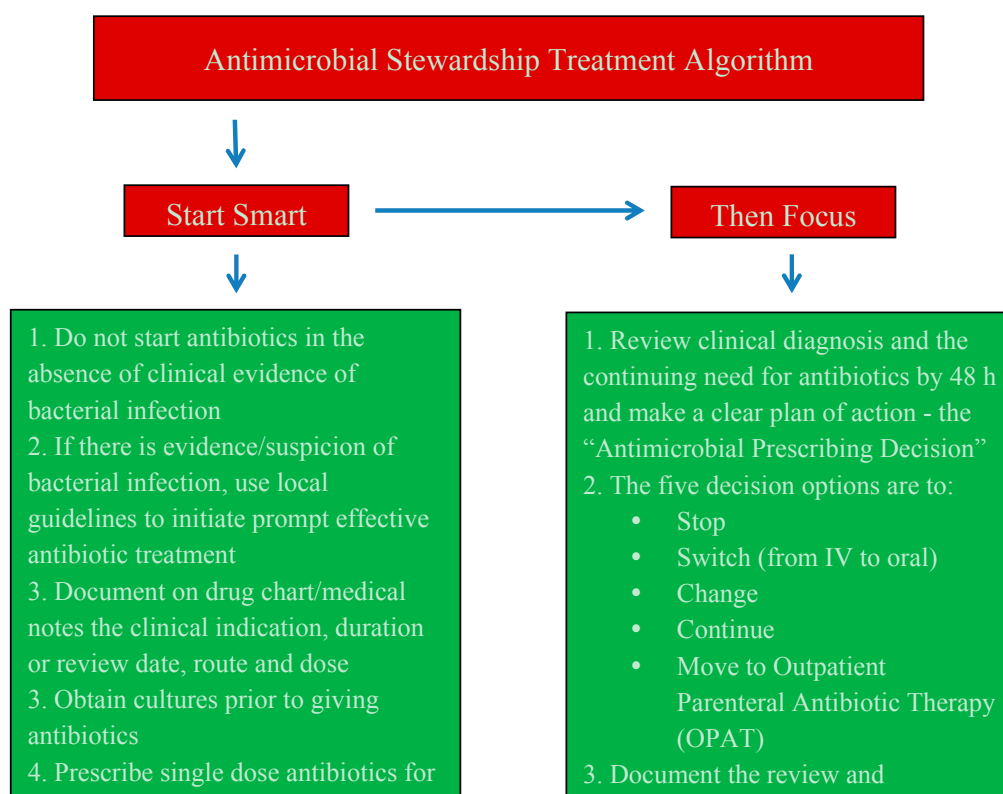 Antimicrobial Stewardship Treatment Algorithm
Start Smart
Then Focus
1. Do not start antibiotics in the
absence of clinical evidence of
bacterial infection
2. If there is evidence/suspicion of
bacterial infection, use local
guidelines to initiate prompt effective
antibiotic treatment
3. Document on drug chart/medical
notes the clinical indication, duration
or review date, route and dose
3. Obtain cultures prior to giving
antibiotics
4. Prescribe single dose antibiotics for
1. Review clinical diagnosis and the
continuing need for antibiotics by 48 h
and make a clear plan of action - the
“Antimicrobial Prescribing Decision”
2. The five decision options are to:
• Stop
• Switch (from IV to oral)
• Change
• Continue
• Move to Outpatient
Parenteral Antibiotic Therapy
(OPAT)
3. Document the review and